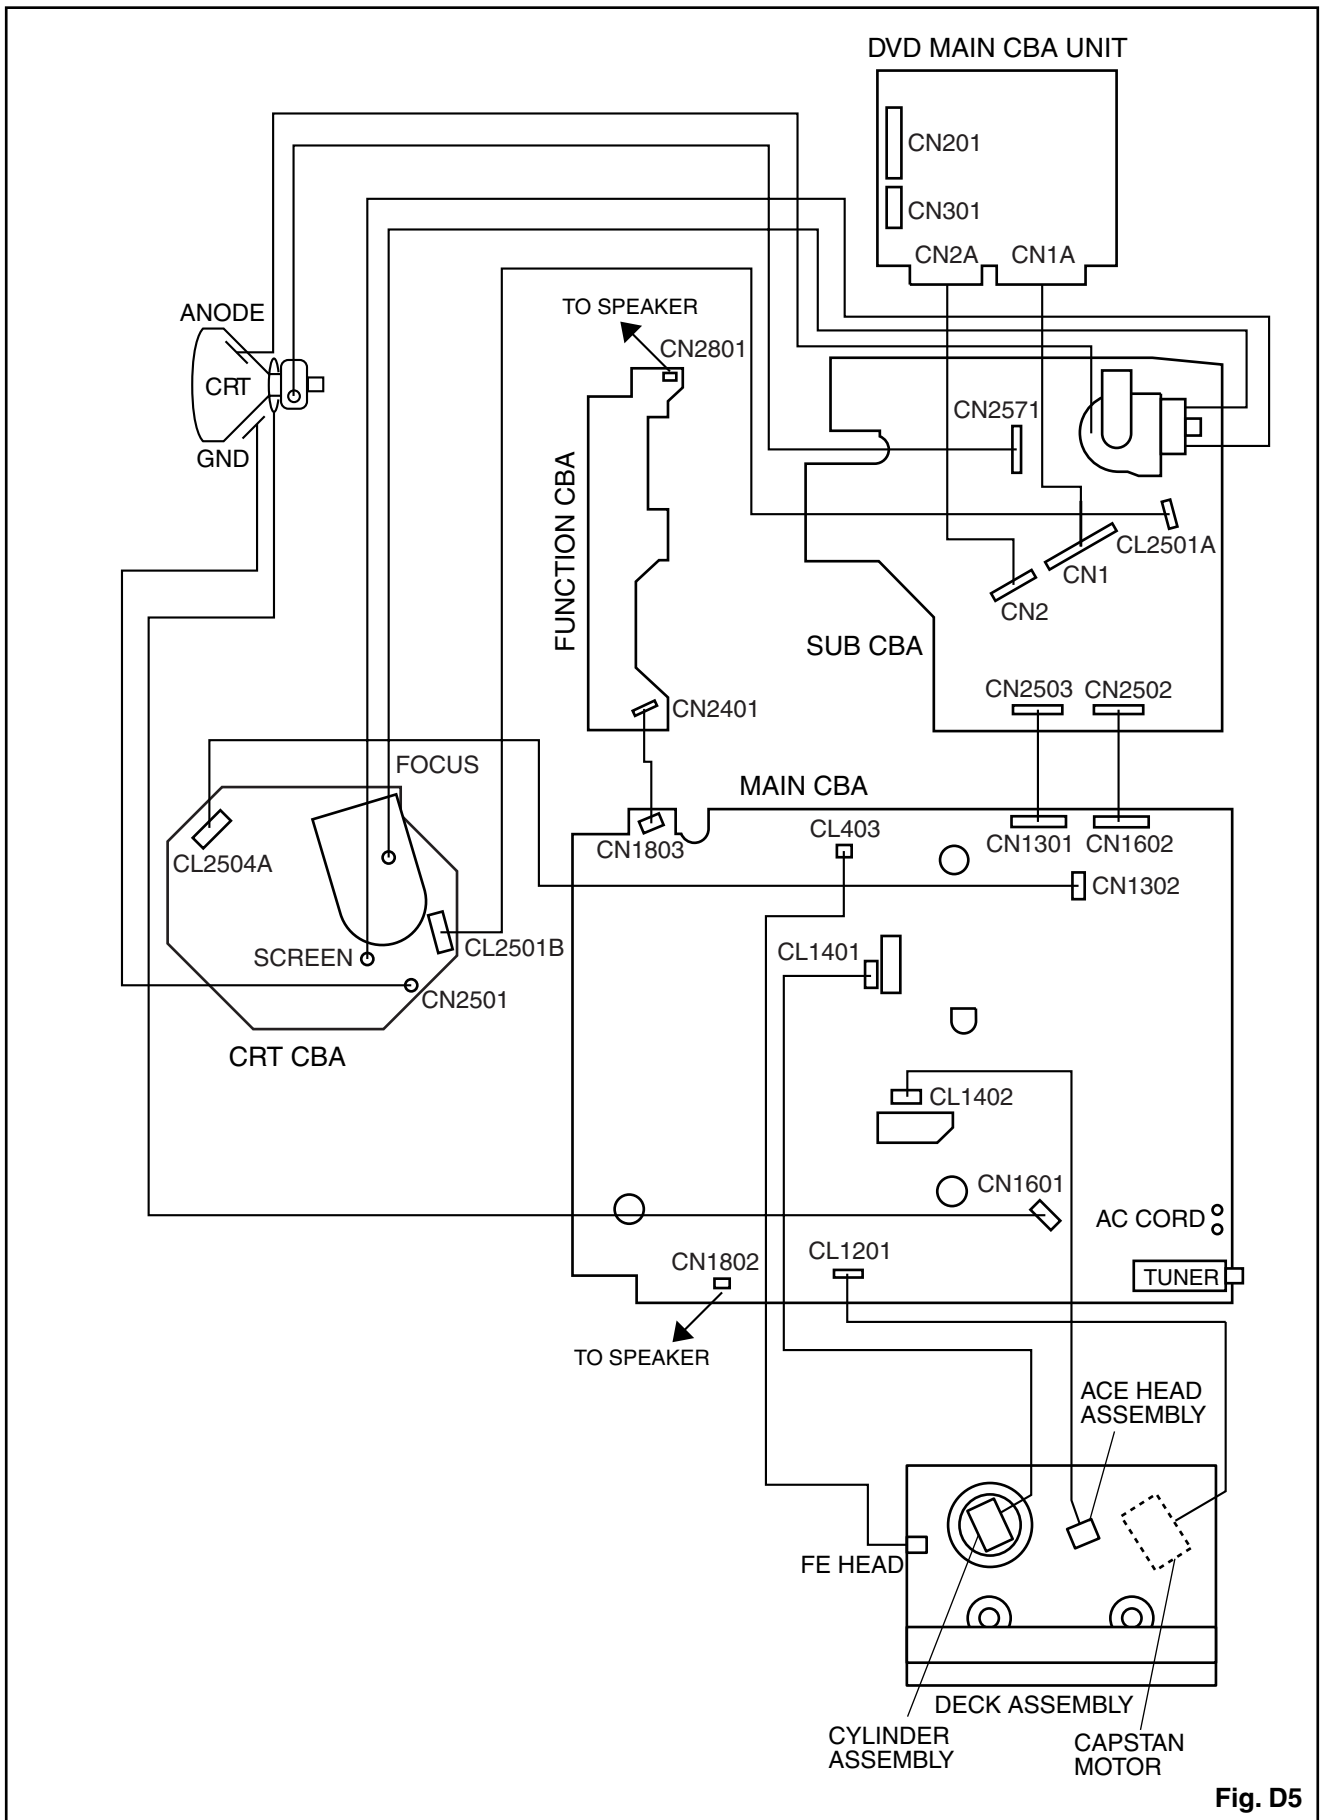 DVD MAIN CBA UNIT
CN201
CN301
CN2A
CN1A
ANODE
CRT
GND
TO SPEAKER
CN2801
FUNCTION CBA
CN2401
CN2571
CL2501A
CN1
CN2
SUB CBA
CN2503
CN2502
FOCUS
CL2504A
SCREEN
CL2501B
CN2501
CRT CBA
MAIN CBA
CN1803
CL403
CN1301
CN1602
CN1302
CL1401
CL1402
CN1601
AC CORD
CN1802
CL1201
TUNER
TO SPEAKER
ACE HEAD
ASSEMBLY
FE HEAD
DECK ASSEMBLY
CYLINDER
ASSEMBLY
CAPSTAN
MOTOR
Fig. D5